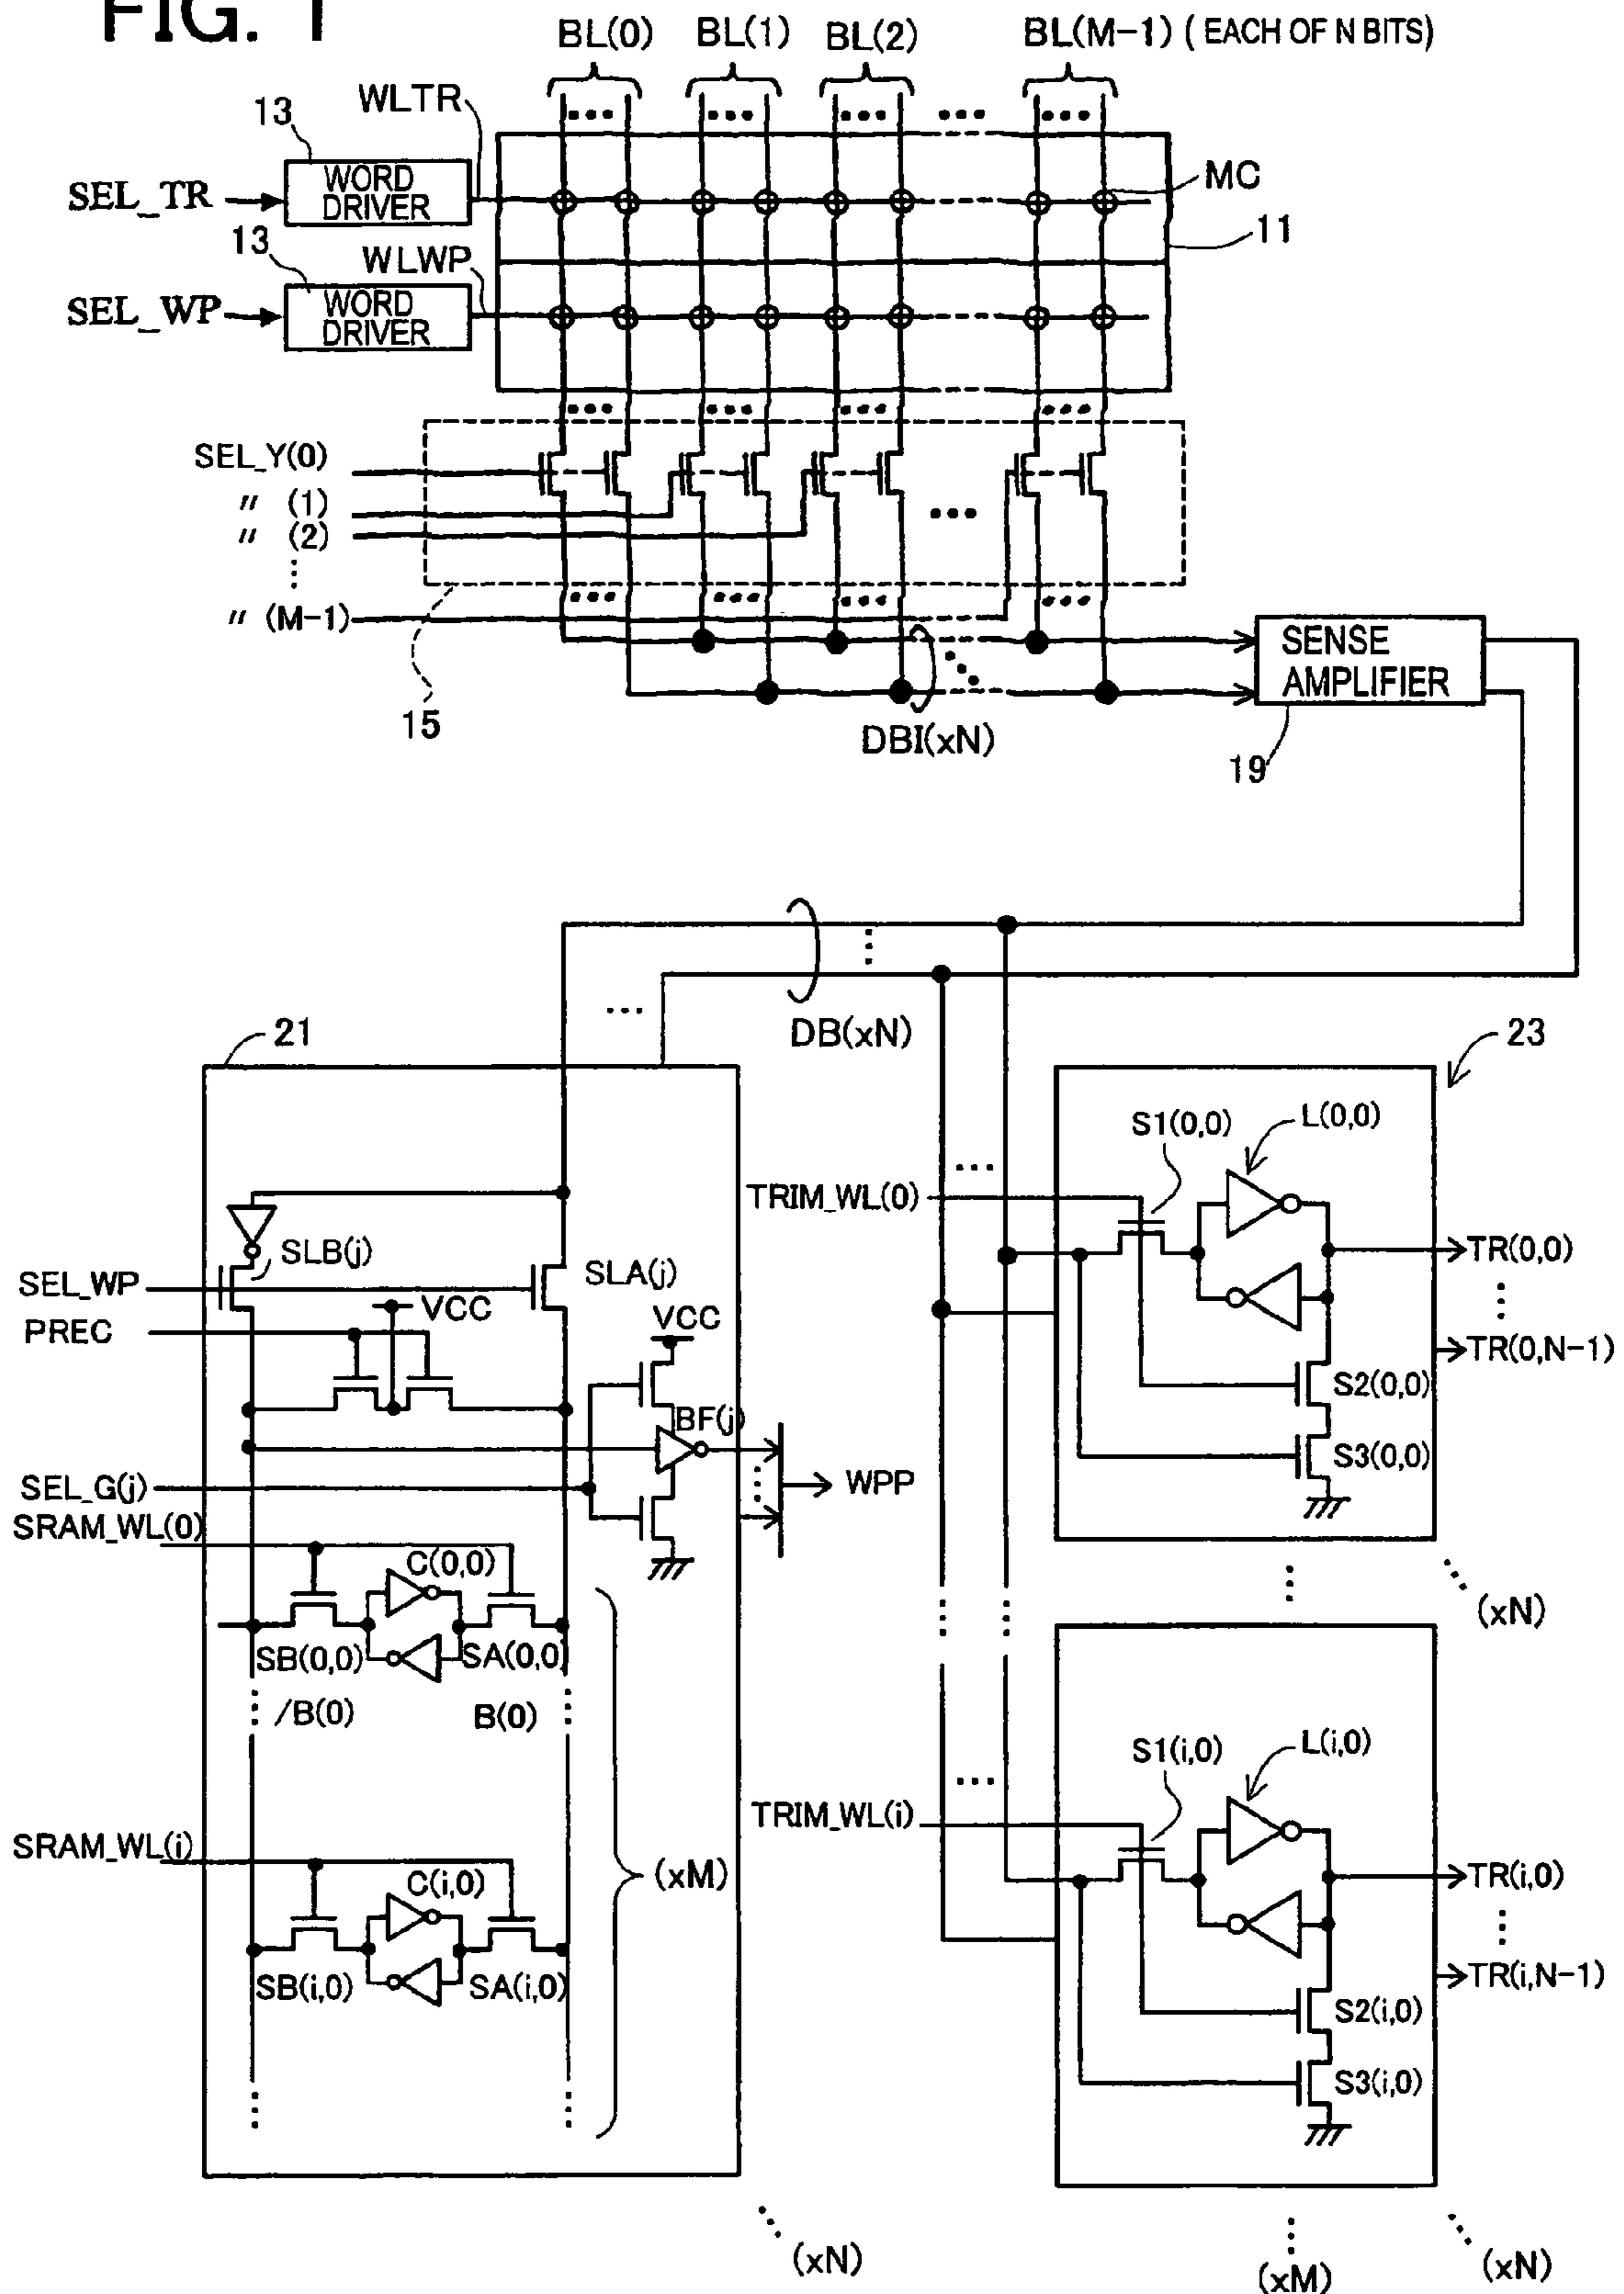 FIG. 1
BL(0) BL(1) BL(2) BL(M-1) ( EACH OF N BITS)
13 WLTR
SEL_TR WORD DRIVER MC
13 WLWP 11
SEL_WP WORD DRIVER
SEL_Y(0)
〃 (1)
〃 (2)
〃 (M-1)
15
DBI(xN)
SENSE AMPLIFIER
19
DB(xN)
21
23
S1(0,0) L(0,0)
TRIM_WL(0)
SLB(j)
SLA(j)
SEL_WP
VCC
PREC
VCC
TR(0,0)
TR(0,N-1)
BF(j)
S2(0,0)
S3(0,0)
SEL_G(j)
WPP
SRAM_WL(0)
C(0,0)
SB(0,0) SA(0,0)
/B(0) B(0)
(xN)
S1(i,0) L(i,0)
TRIM_WL(i)
SRAM_WL(i)
C(i,0)
(xM)
SB(i,0) SA(i,0)
TR(i,0)
TR(i,N-1)
S2(i,0)
S3(i,0)
(xN)
(xM)
(xN)